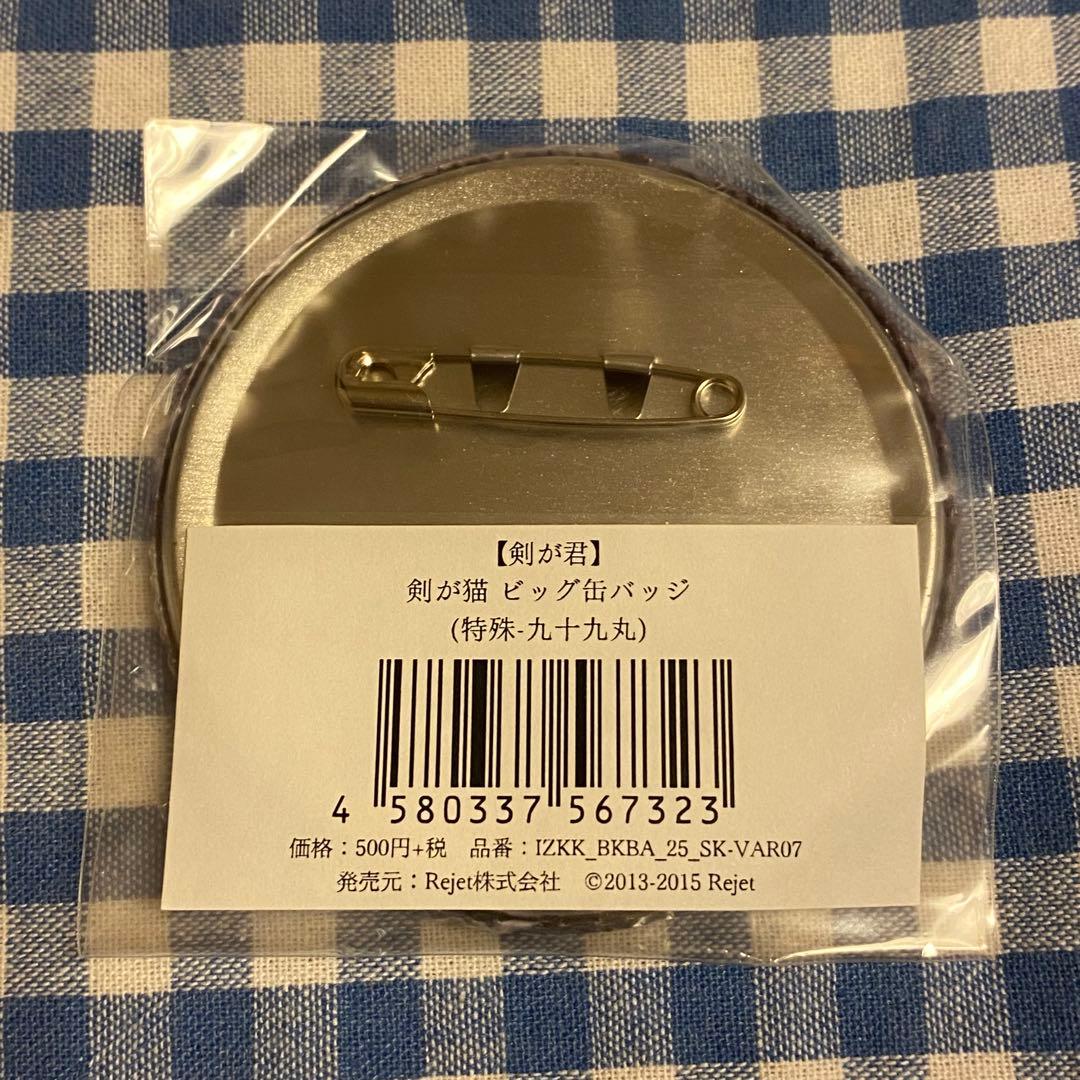 【剣が君】
剣が猫 ビッグ缶バッジ
(特殊-九十九丸)
4 580337 567323
価格：500円+税 品番：IZKK_BKBA_25_SK-VAR07
発売元：Rejet株式会社 ©2013-2015 Rejet